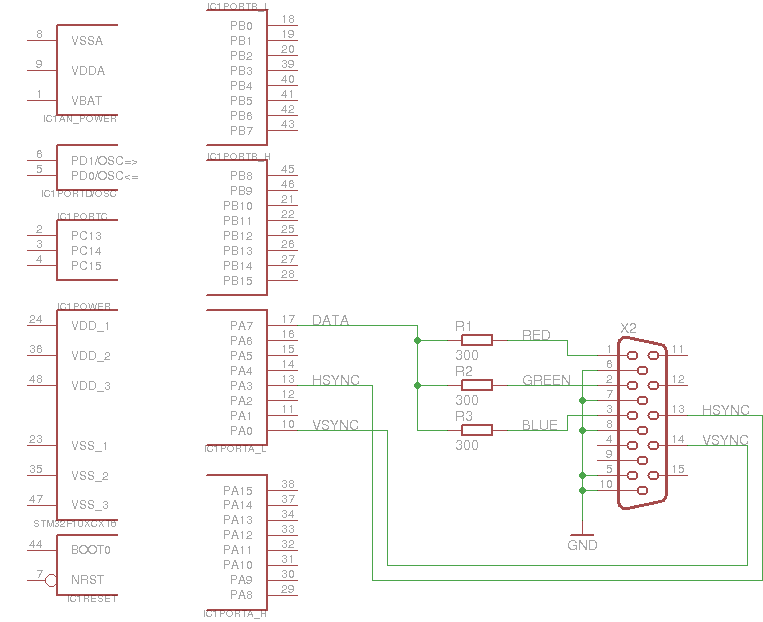 8 VSSA
9 VDDA
1 VBAT
IC1AN_POWER
6 PD1/OSC=>
5 PD0/OSC<=
IC1PORTD/OSC
IC1PORTC
2 PC13
3 PC14
4 PC15
IC1POWER
24 VDD_1
36 VDD_2
48 VDD_3
23 VSS_1
35 VSS_2
47 VSS_3
STM32F10XCX16
44 BOOT0
7 NRST
IC1RESET
IC1PORTB_L
PB0 18
PB1 19
PB2 20
PB3 39
PB4 40
PB5 41
PB6 42
PB7 43
IC1PORTB_H
PB8 45
PB9 46
PB10 21
PB11 22
PB12 25
PB13 26
PB14 27
PB15 28
PA7 17 DATA
PA6 16
PA5 15
PA4 14
PA3 13 HSYNC
PA2 12
PA1 11
PA0 10 VSYNC
IC1PORTA_L
PA15 38
PA14 37
PA13 34
PA12 33
PA11 32
PA10 31
PA9 30
PA8 29
IC1PORTA_H
R1
300
RED
R2
300
GREEN
R3
300
BLUE
X2
1 11
6
2 12
7
3 13 HSYNC
8
4 14 VSYNC
9
5 15
10
GND